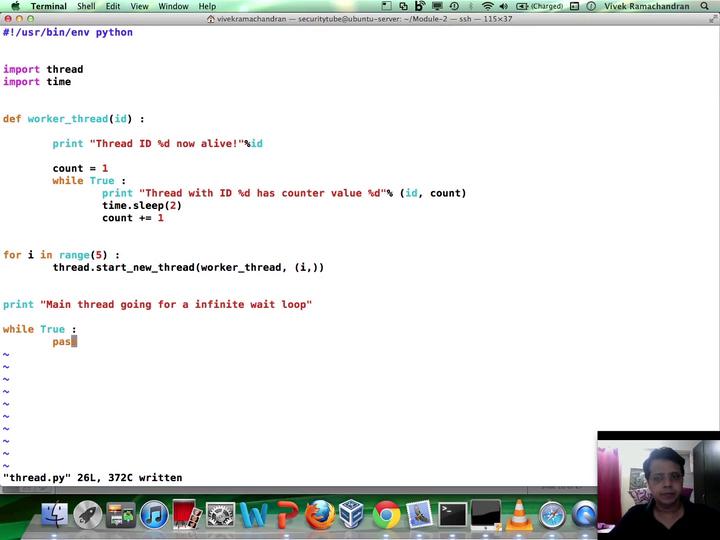 Terminal Shell Edit View Window Help (Charged) Vivek Ramachandran
vivekramachandran — securitytube@ubuntu-server: ~/Module-2 — ssh — 115×37
#!/usr/bin/env python
import thread
import time
def worker_thread(id) :
print "Thread ID %d now alive!"%id
count = 1
while True :
print "Thread with ID %d has counter value %d"% (id, count)
time.sleep(2)
count += 1
for i in range(5) :
thread.start_new_thread(worker_thread, (i,))
print "Main thread going for a infinite wait loop"
while True :
pass
~
~
~
~
~
~
~
~
~
~
"thread.py" 26L, 372C written